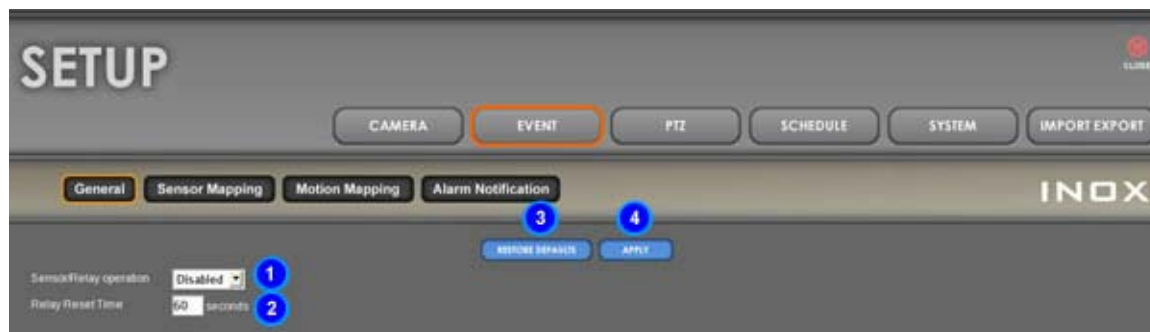 SETUP
CLOSE
CAMERA EVENT PTZ SCHEDULE SYSTEM IMPORT EXPORT
General Sensor Mapping Motion Mapping Alarm Notification INOX
3 4
RESTORE DEFAULTS APPLY
Sensor/Relay operation Disabled 1
Relay Reset Time 60 seconds 2